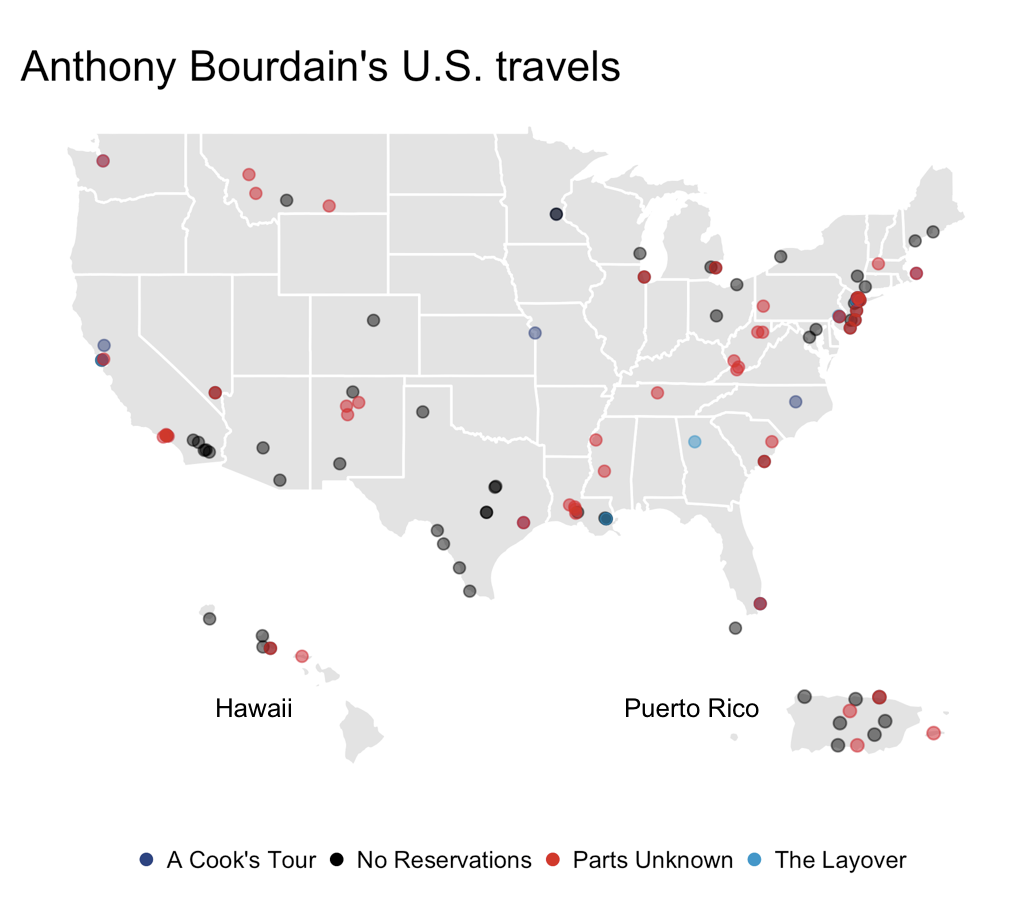 Anthony Bourdain's U.S. travels
Hawaii
Puerto Rico
A Cook's Tour
No Reservations
Parts Unknown
The Layover